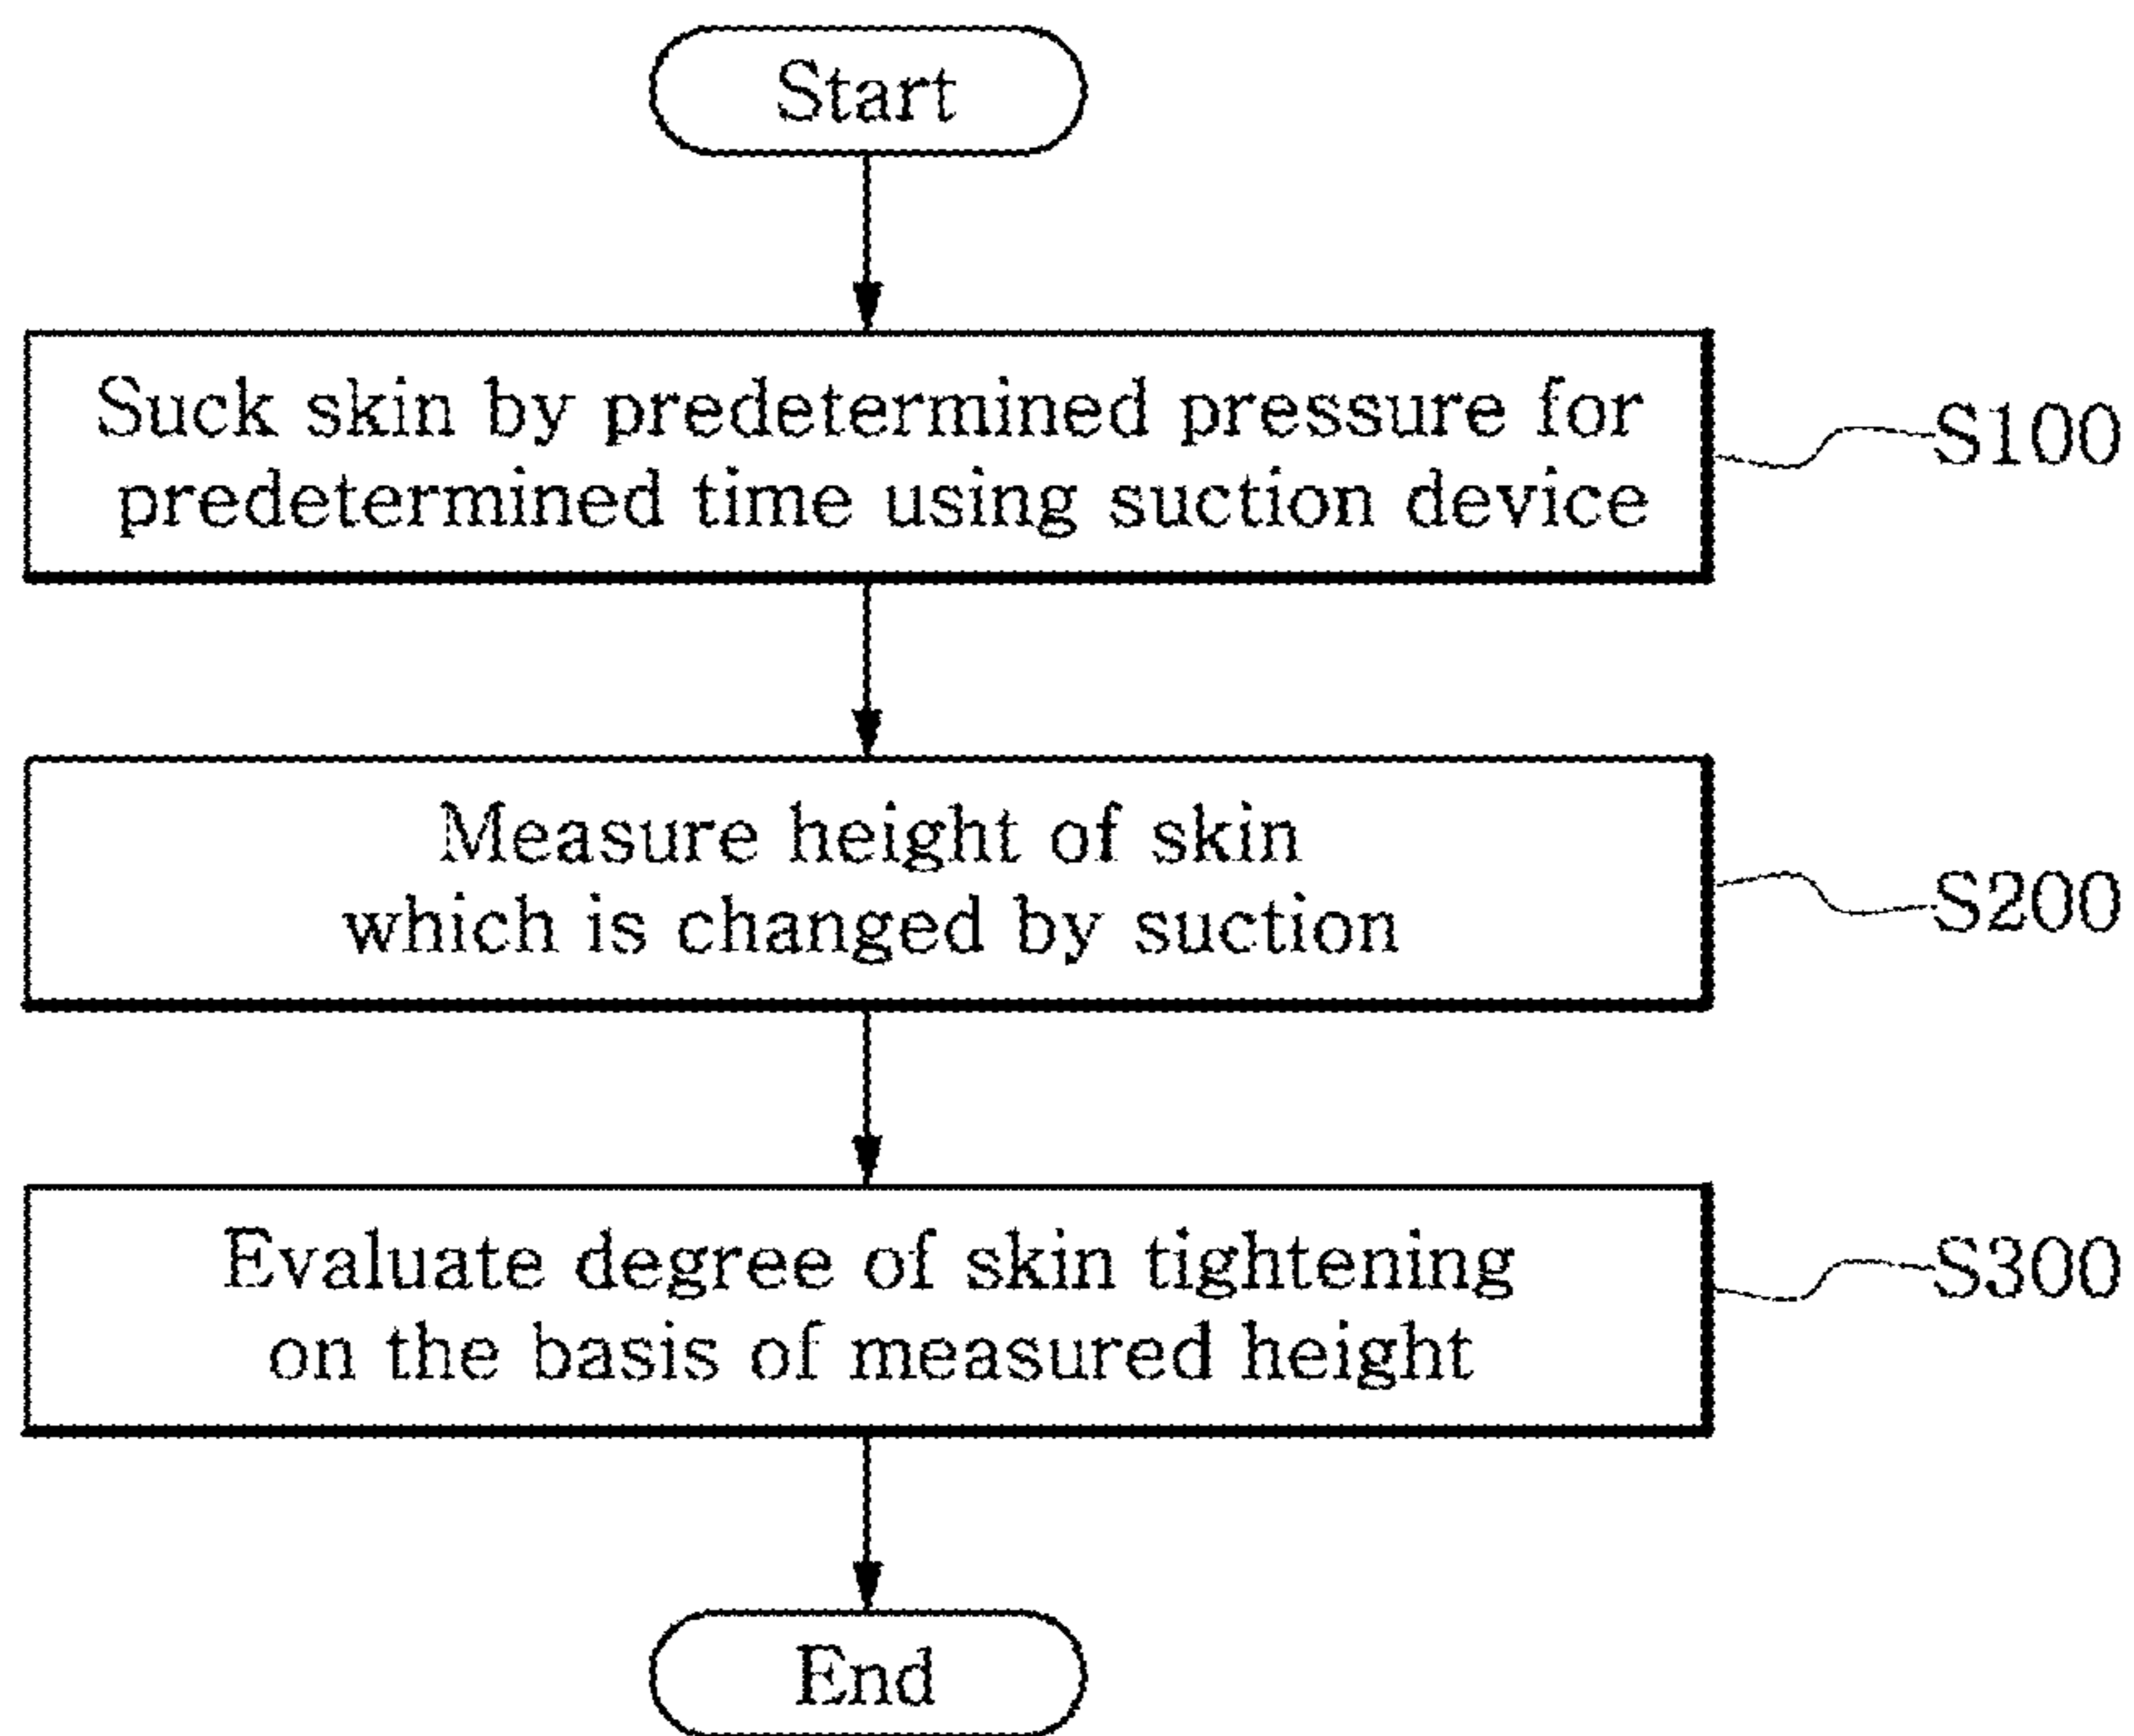 Start
Suck skin by predetermined pressure for
predetermined time using suction device
S100
Measure height of skin
which is changed by suction
S200
Evaluate degree of skin tightening
on the basis of measured height
S300
End